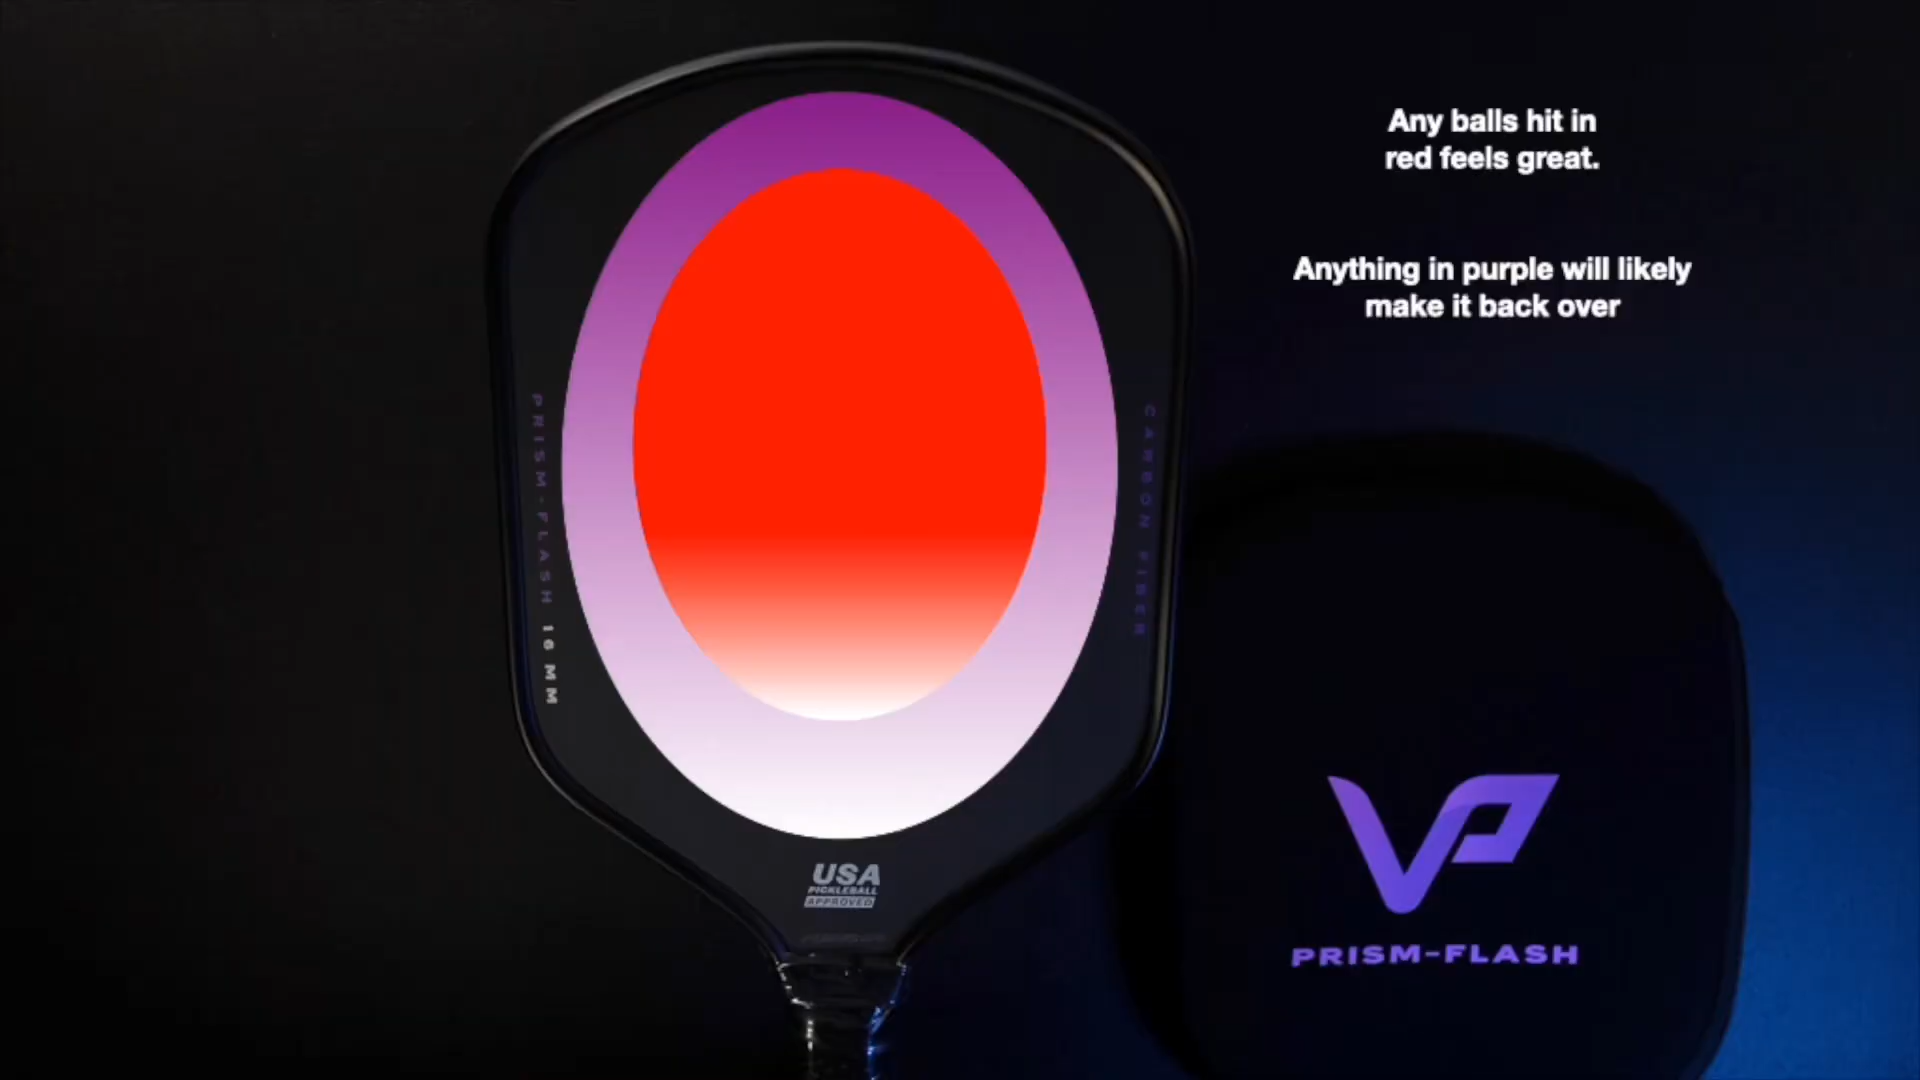 Any balls hit in
red feels great.
Anything in purple will likely
make it back over
PRISM-FLASH 16 MM
CARBON FIBER
USA
PICKLEBALL
APPROVED
VP
PRISM-FLASH